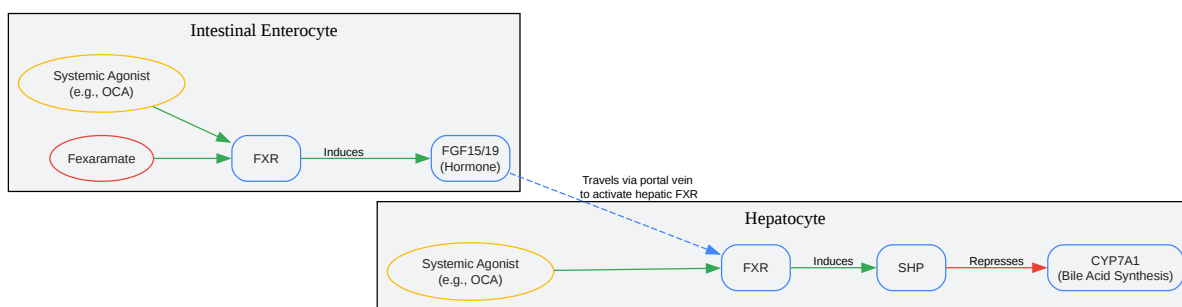 Intestinal Enterocyte
Systemic Agonist
(e.g., OCA)
Fexaramate
FXR
Induces
FGF15/19
(Hormone)
Travels via portal vein
to activate hepatic FXR
Hepatocyte
Systemic Agonist
(e.g., OCA)
FXR
Induces
SHP
Represses
CYP7A1
(Bile Acid Synthesis)